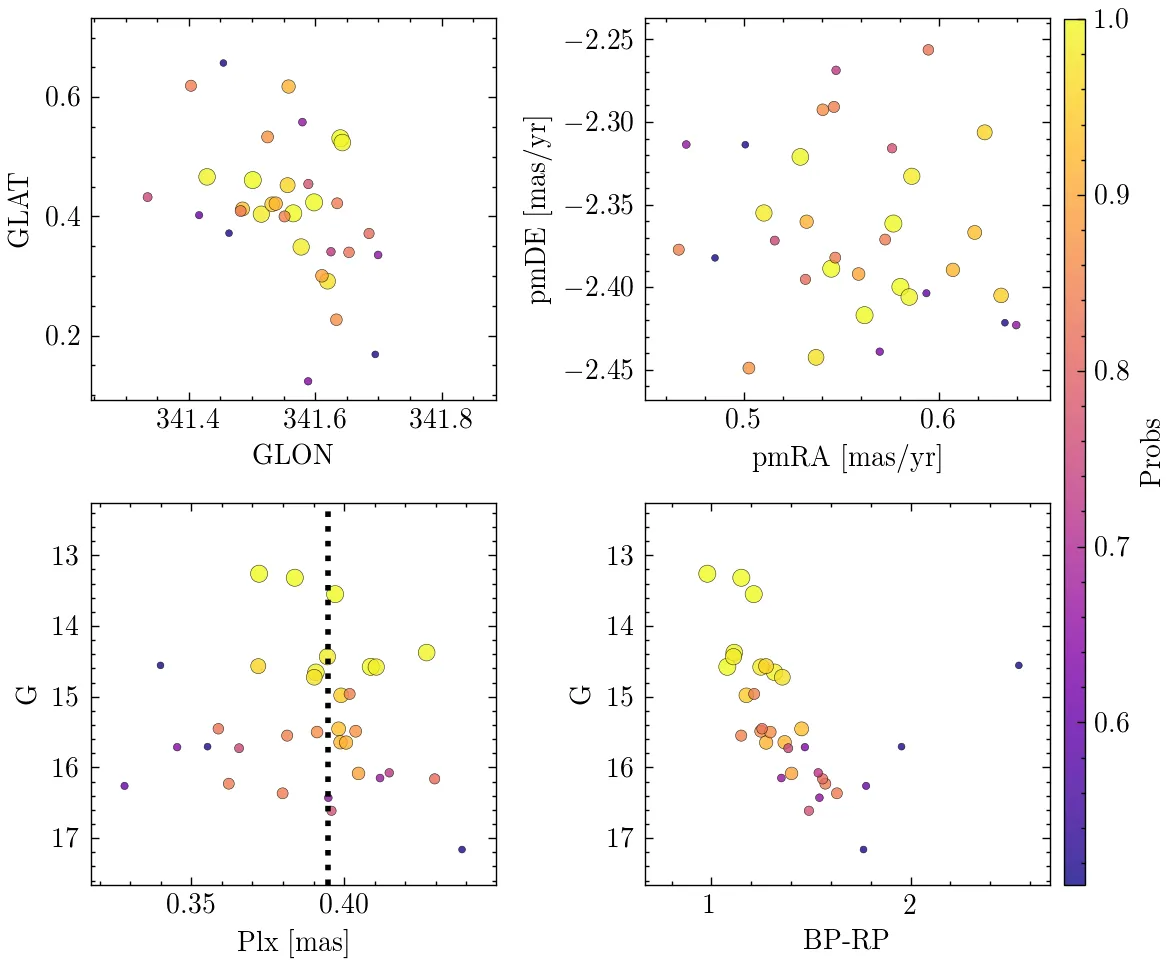 0.6
0.4
0.2
GLAT
341.4 341.6 341.8
GLON
−2.25
−2.30
−2.35
−2.40
−2.45
pmDE [mas/yr]
0.5 0.6
pmRA [mas/yr]
1.0
0.9
0.8
0.7
0.6
Probs
13
14
15
16
17
G
0.35 0.40
Plx [mas]
13
14
15
16
17
G
1 2
BP-RP